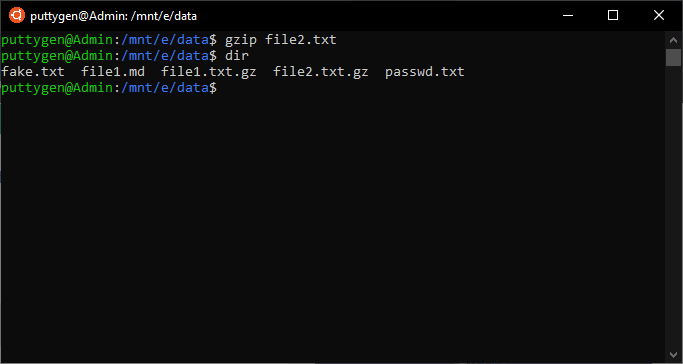 puttygen@Admin: /mnt/e/data
puttygen@Admin:/mnt/e/data$ gzip file2.txt
puttygen@Admin:/mnt/e/data$ dir
fake.txt  file1.md  file1.txt.gz  file2.txt.gz  passwd.txt
puttygen@Admin:/mnt/e/data$